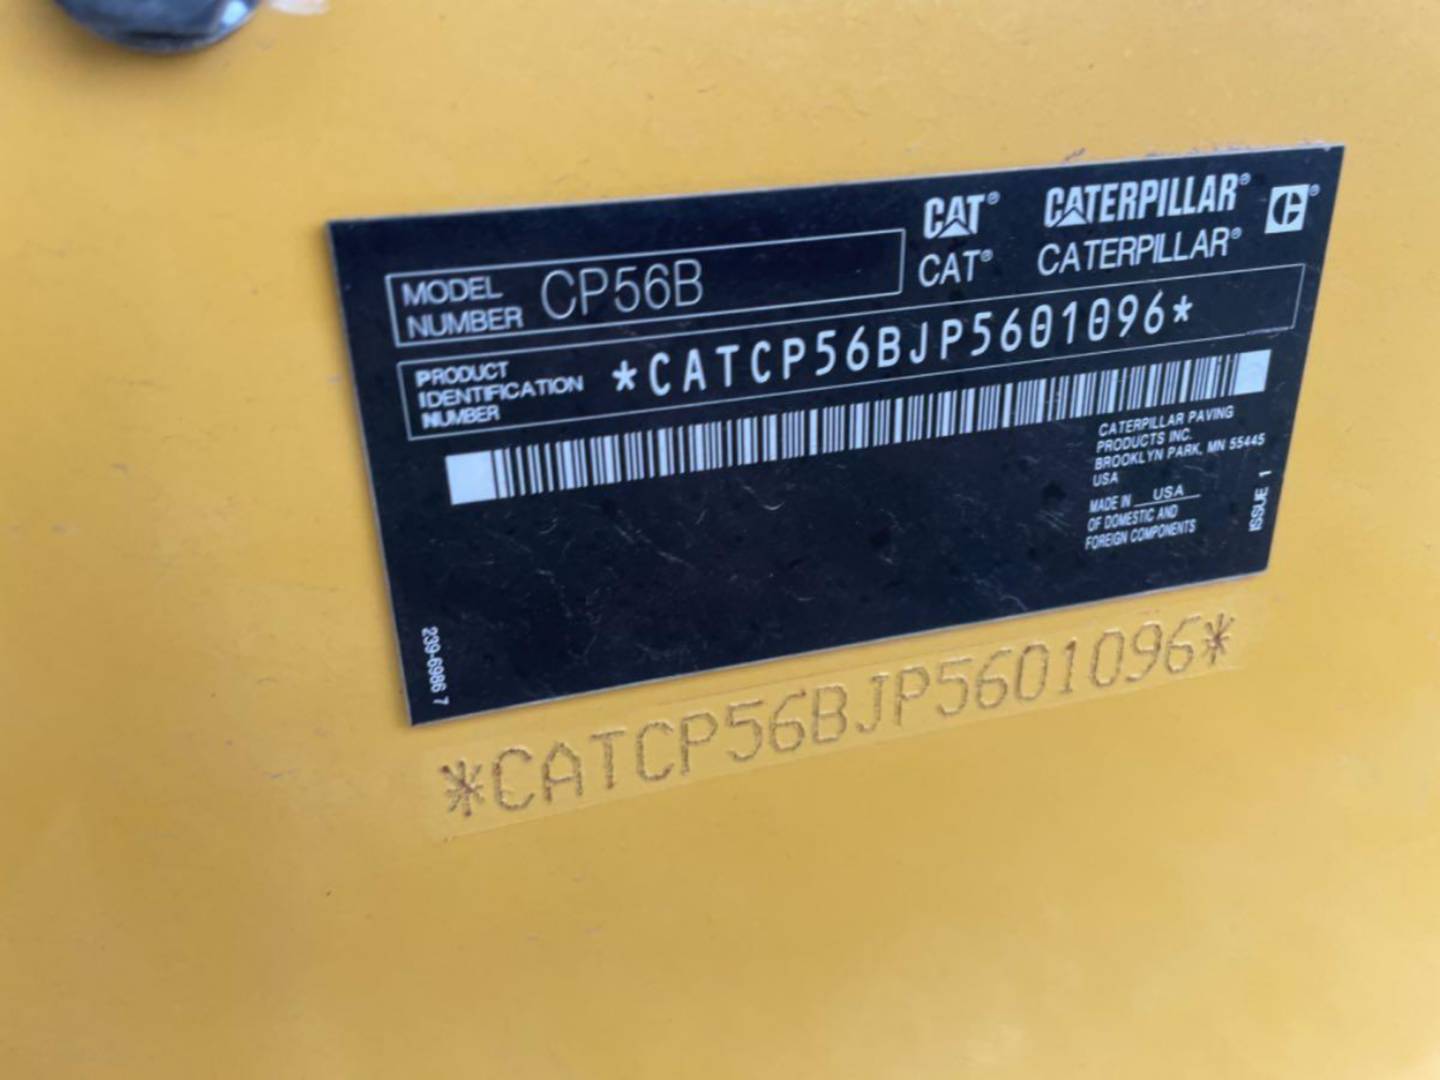 CAT® CATERPILLAR®
CAT® CATERPILLAR®
MODEL
NUMBER CP56B
PRODUCT
IDENTIFICATION
NUMBER *CATCP56BJP5601096*
CATERPILLAR PAVING
PRODUCTS INC.
BROOKLYN PARK, MN 55445
USA
MADE IN USA
OF DOMESTIC AND
FOREIGN COMPONENTS
ISSUE 1
239-6986 7
*CATCP56BJP5601096*